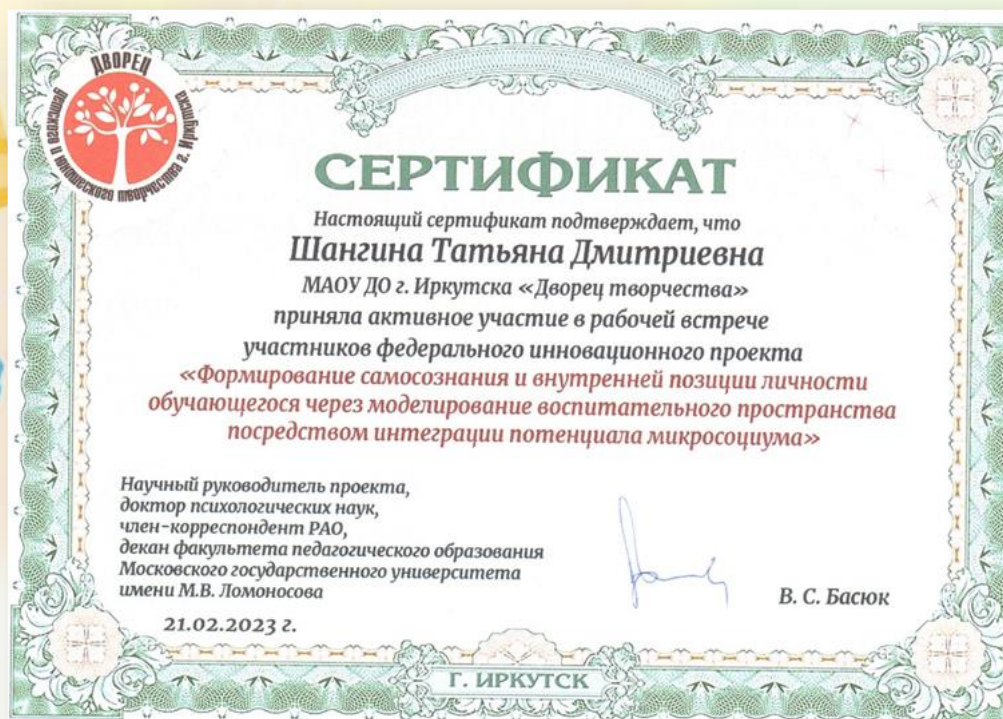 ДВОРЕЦ
детского и юношеского творчества г. Иркутска
СЕРТИФИКАТ
Настоящий сертификат подтверждает, что
Шангина Татьяна Дмитриевна
МАОУ ДО г. Иркутска «Дворец творчества»
приняла активное участие в рабочей встрече
участников федерального инновационного проекта
«Формирование самосознания и внутренней позиции личности
обучающегося через моделирование воспитательного пространства
посредством интеграции потенциала микросоциума»
Научный руководитель проекта,
доктор психологических наук,
член-корреспондент РАО,
декан факультета педагогического образования
Московского государственного университета
имени М.В. Ломоносова
В. С. Басюк
21.02.2023 г.
Г. ИРКУТСК